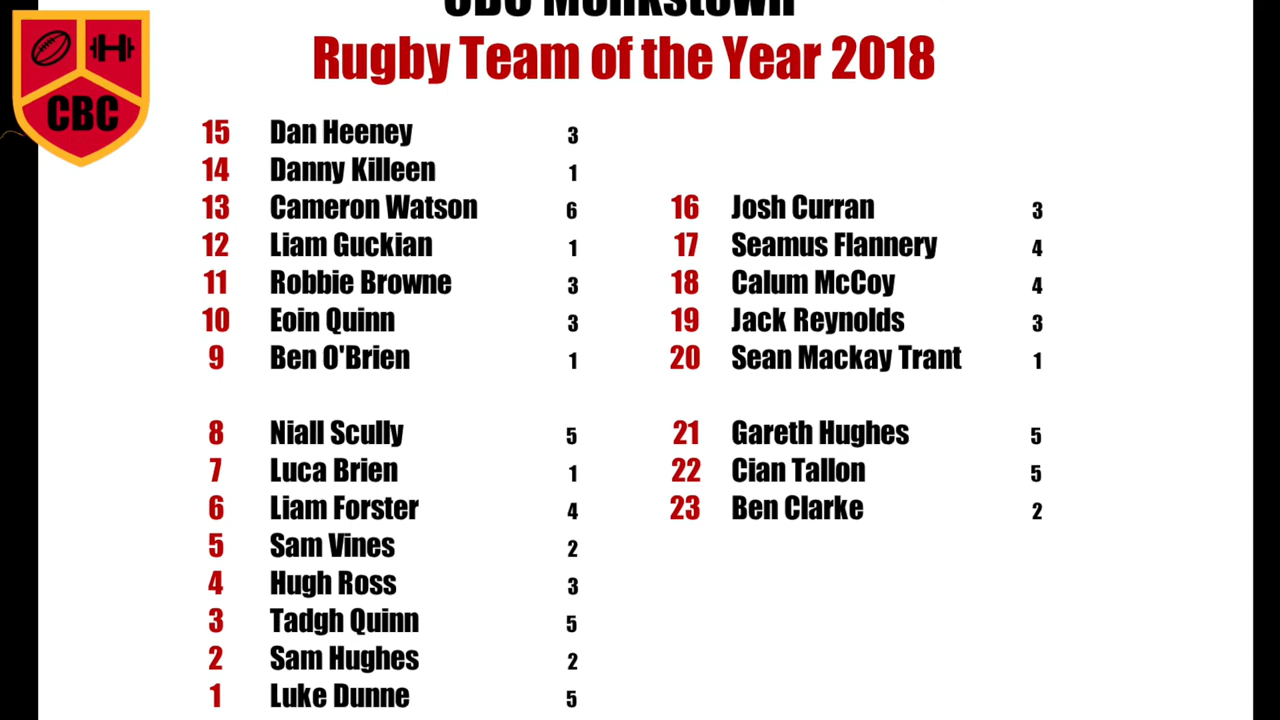 CBC Monkstown
Rugby Team of the Year 2018
CBC
15 Dan Heeney 3
14 Danny Killeen 1
13 Cameron Watson 6
12 Liam Guckian 1
11 Robbie Browne 3
10 Eoin Quinn 3
9 Ben O'Brien 1
8 Niall Scully 5
7 Luca Brien 1
6 Liam Forster 4
5 Sam Vines 2
4 Hugh Ross 3
3 Tadgh Quinn 5
2 Sam Hughes 2
1 Luke Dunne 5
16 Josh Curran 3
17 Seamus Flannery 4
18 Calum McCoy 4
19 Jack Reynolds 3
20 Sean Mackay Trant 1
21 Gareth Hughes 5
22 Cian Tallon 5
23 Ben Clarke 2